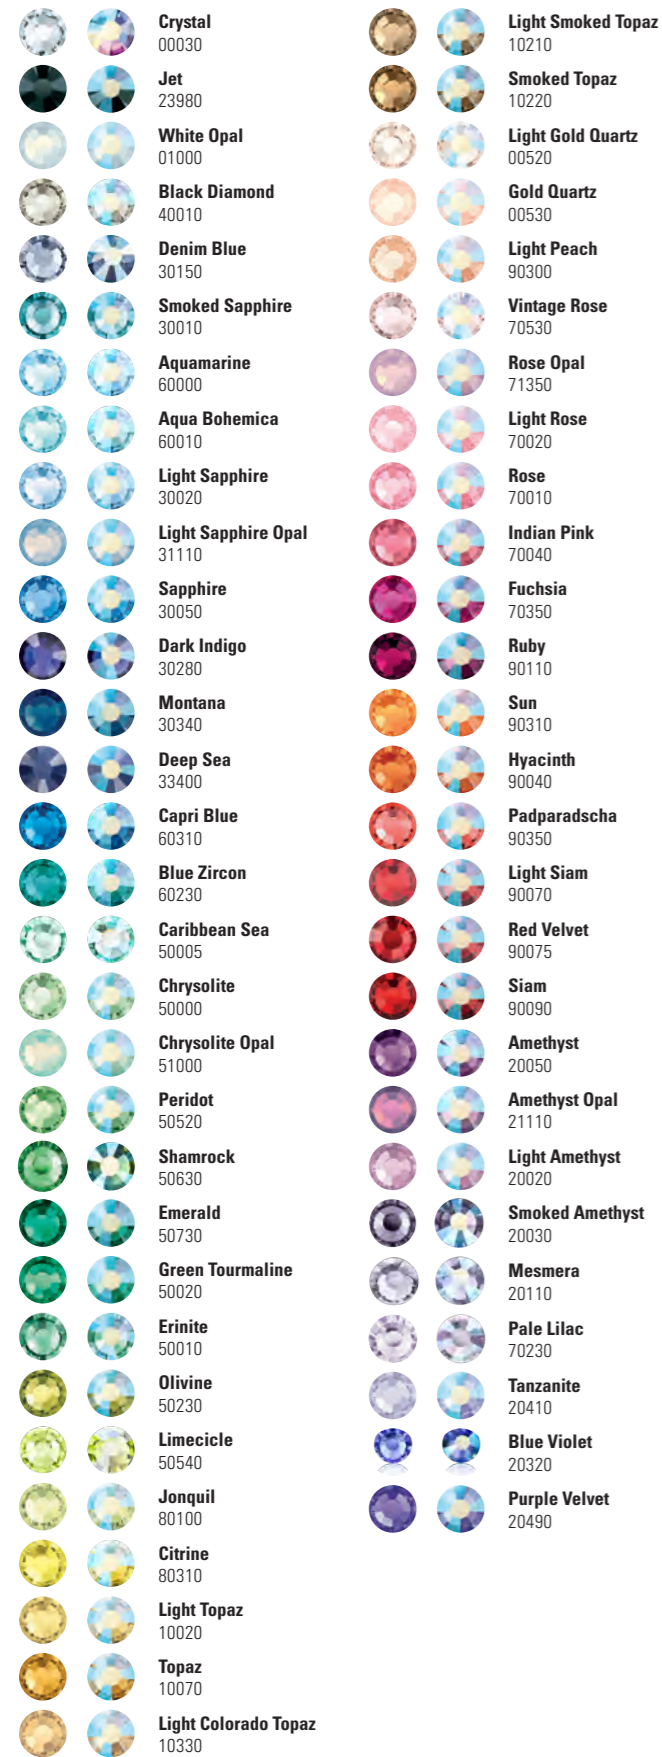 Crystal
00030
Jet
23980
White Opal
01000
Black Diamond
40010
Denim Blue
30150
Smoked Sapphire
30010
Aquamarine
60000
Aqua Bohemica
60010
Light Sapphire
30020
Light Sapphire Opal
31110
Sapphire
30050
Dark Indigo
30280
Montana
30340
Deep Sea
33400
Capri Blue
60310
Blue Zircon
60230
Caribbean Sea
50005
Chrysolite
50000
Chrysolite Opal
51000
Peridot
50520
Shamrock
50630
Emerald
50730
Green Tourmaline
50020
Erinite
50010
Olivine
50230
Limecicle
50540
Jonquil
80100
Citrine
80310
Light Topaz
10020
Topaz
10070
Light Colorado Topaz
10330
Light Smoked Topaz
10210
Smoked Topaz
10220
Light Gold Quartz
00520
Gold Quartz
00530
Light Peach
90300
Vintage Rose
70530
Rose Opal
71350
Light Rose
70020
Rose
70010
Indian Pink
70040
Fuchsia
70350
Ruby
90110
Sun
90310
Hyacinth
90040
Padparadscha
90350
Light Siam
90070
Red Velvet
90075
Siam
90090
Amethyst
20050
Amethyst Opal
21110
Light Amethyst
20020
Smoked Amethyst
20030
Mesmera
20110
Pale Lilac
70230
Tanzanite
20410
Blue Violet
20320
Purple Velvet
20490